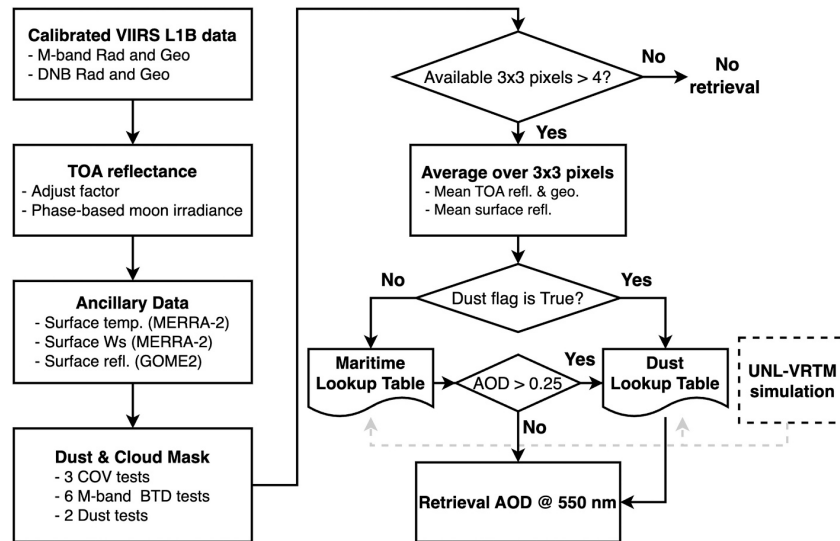 Calibrated VIIRS L1B data
- M-band Rad and Geo
- DNB Rad and Geo
TOA reflectance
- Adjust factor
- Phase-based moon irradiance
Ancillary Data
- Surface temp. (MERRA-2)
- Surface Ws (MERRA-2)
- Surface refl. (GOME2)
Dust & Cloud Mask
- 3 COV tests
- 6 M-band BTD tests
- 2 Dust tests
Available 3x3 pixels > 4?
No
No
retrieval
Yes
Average over 3x3 pixels
- Mean TOA refl. & geo.
- Mean surface refl.
No
Yes
Dust flag is True?
Maritime
Lookup Table
AOD > 0.25
Yes
Dust
Lookup Table
UNL-VRTM
simulation
No
Retrieval AOD @ 550 nm